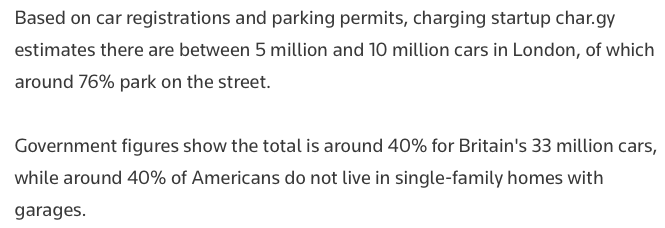 Based on car registrations and parking permits, charging startup char.gy
estimates there are between 5 million and 10 million cars in London, of which
around 76% park on the street.
Government figures show the total is around 40% for Britain's 33 million cars,
while around 40% of Americans do not live in single-family homes with
garages.